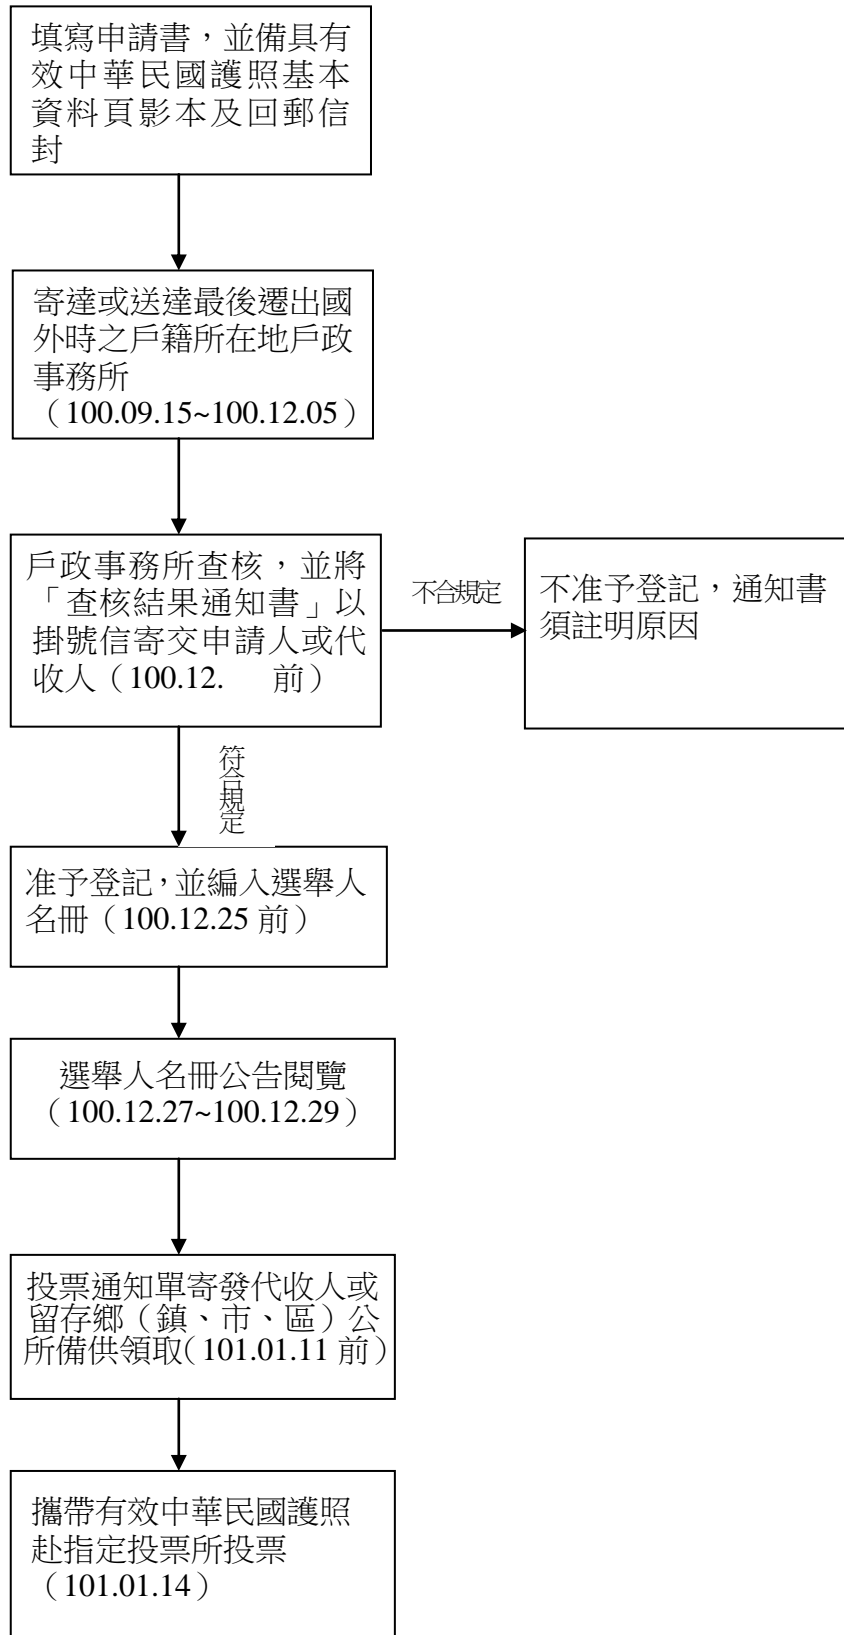 填寫申請書，並備具有
效中華民國護照基本
資料頁影本及回郵信
封
寄達或送達最後遷出國
外時之戶籍所在地戶政
事務所
（100.09.15~100.12.05）
戶政事務所查核，並將
「查核結果通知書」以
掛號信寄交申請人或代
收人（100.12.　前）
不合規定
不准予登記，通知書
須註明原因
符合規定
准予登記，並編入選舉人
名冊（100.12.25 前）
選舉人名冊公告閱覽
（100.12.27~100.12.29）
投票通知單寄發代收人或
留存鄉（鎮、市、區）公
所備供領取（101.01.11 前）
攜帶有效中華民國護照
赴指定投票所投票
（101.01.14）